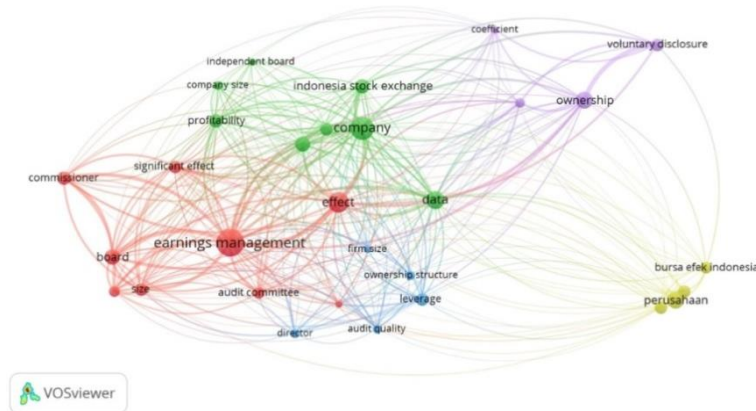 coefficient
voluntary disclosure
independent board
company size
indonesia stock exchange
ownership
profitability
company
significant effect
commissioner
effect
data
earnings management
firm size
board
bursa efek indonesia
ownership structure
size
audit committee
leverage
perusahaan
director
audit quality
VOSviewer